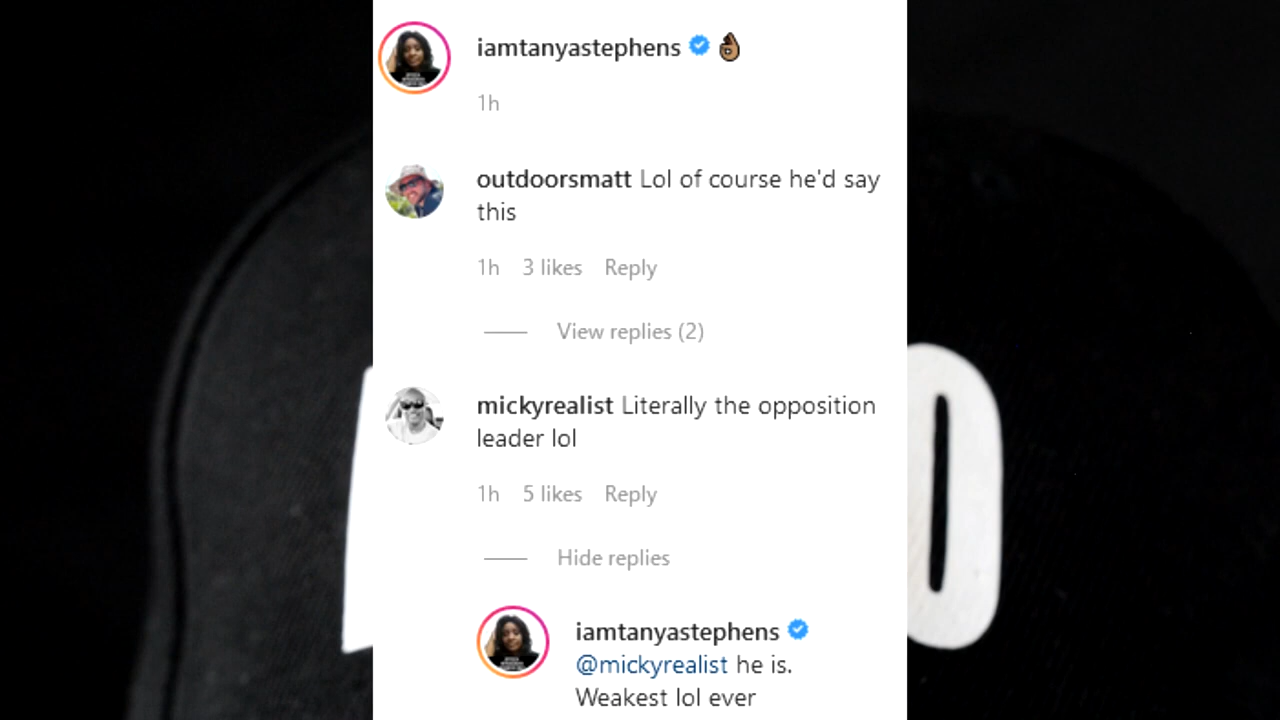 iamtanyastephens 👌🏾
1h
outdoorsmatt Lol of course he'd say
this
1h 3 likes Reply
View replies (2)
mickyrealist Literally the opposition
leader lol
1h 5 likes Reply
Hide replies
iamtanyastephens
@mickyrealist he is.
Weakest lol ever